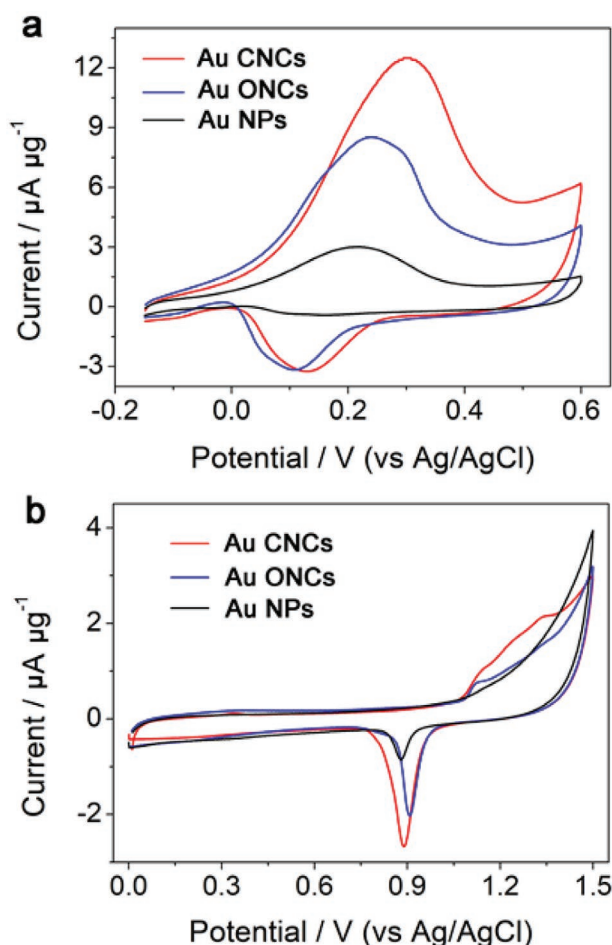 a
Au CNCs
Au ONCs
Au NPs
12
9
6
3
0
-3
Current / μA μg⁻¹
-0.2 0.0 0.2 0.4 0.6
Potential / V (vs Ag/AgCl)
b
Au CNCs
Au ONCs
Au NPs
4
2
0
-2
Current / μA μg⁻¹
0.0 0.3 0.6 0.9 1.2 1.5
Potential / V (vs Ag/AgCl)